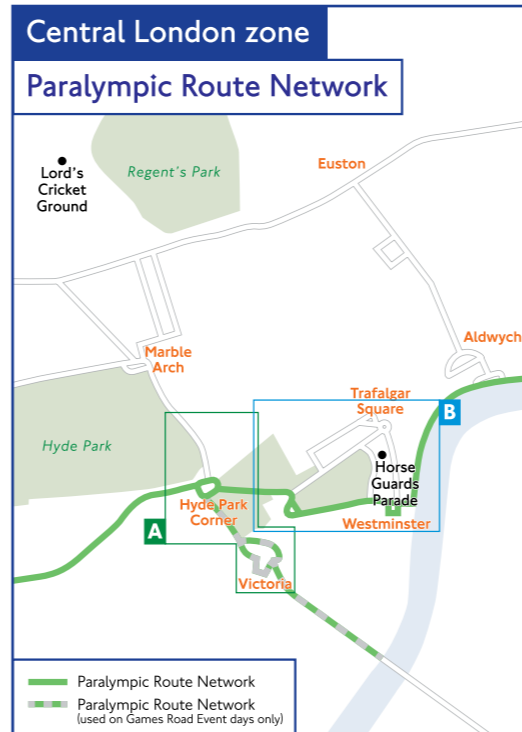 Central London zone
Paralympic Route Network
Regent's Park
Lord's
Cricket
Ground
Euston
Aldwych
Marble
Arch
Trafalgar
Square
B
Hyde Park
Horse
Guards
Parade
Hyde Park
Corner
Westminster
A
Victoria
Paralympic Route Network
Paralympic Route Network
(used on Games Road Event days only)